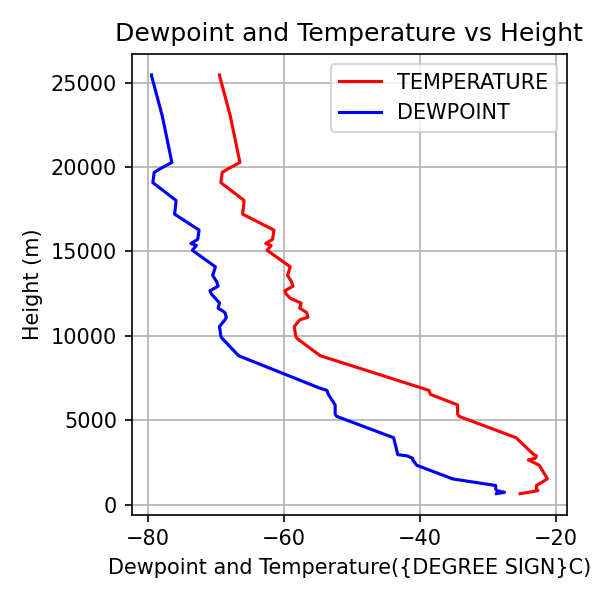 Dewpoint and Temperature vs Height
TEMPERATURE
DEWPOINT
25000
20000
15000
10000
5000
0
Height (m)
−80
−60
−40
−20
Dewpoint and Temperature({DEGREE SIGN}C)